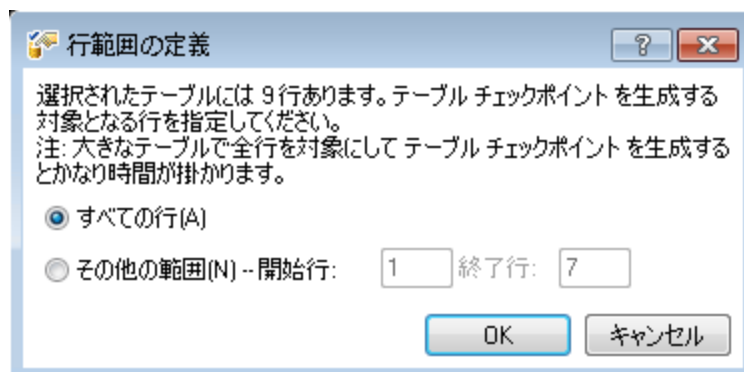 行範囲の定義
選択されたテーブルには 9行あります。テーブル チェックポイント を生成する
対象となる行を指定してください。
注: 大きなテーブルで全行を対象にして テーブル チェックポイント を生成する
とかなり時間が掛かります。
すべての行(A)
その他の範囲(N) -- 開始行: 1 終了行: 7
OK キャンセル